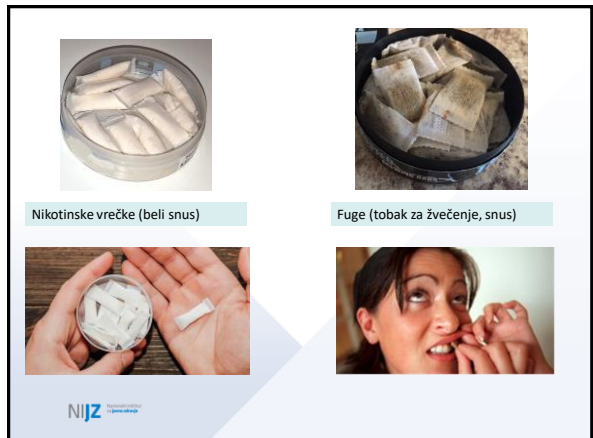 Nikotinske vrečke (beli snus)
Fuge (tobak za žvečenje, snus)
NIJZ